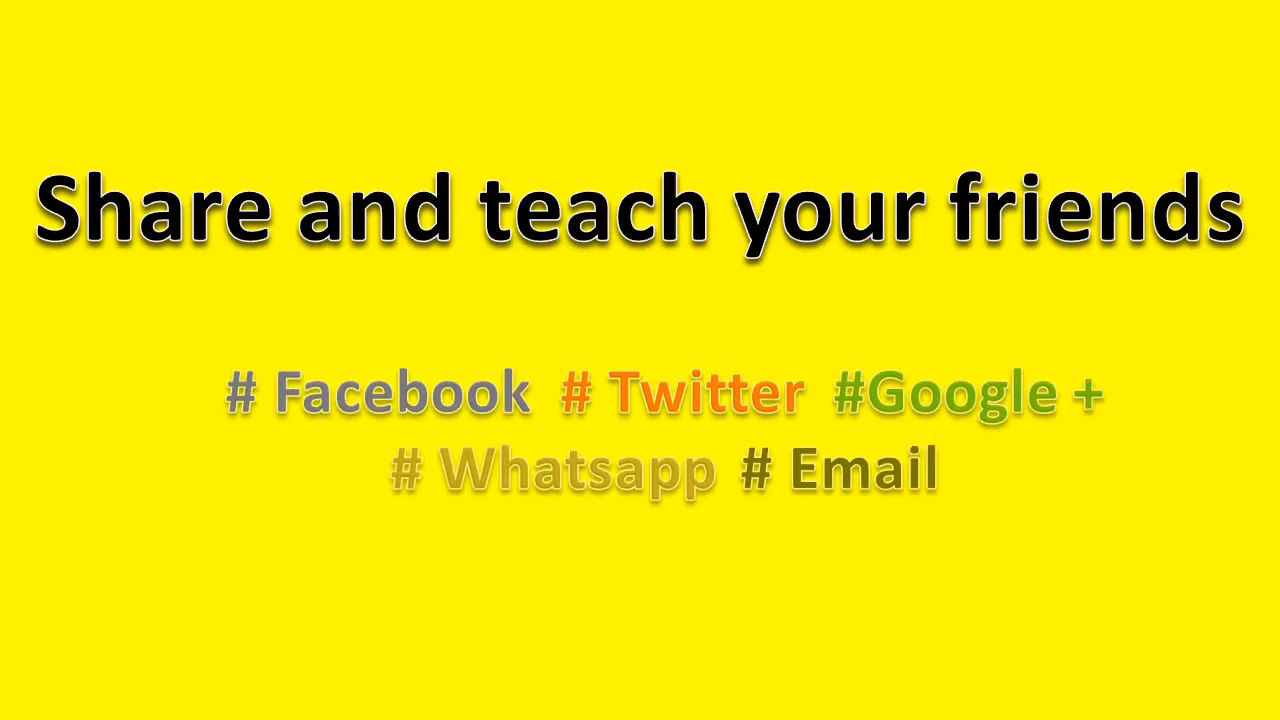 Share and teach your friends
# Facebook # Twitter #Google +
# Whatsapp # Email